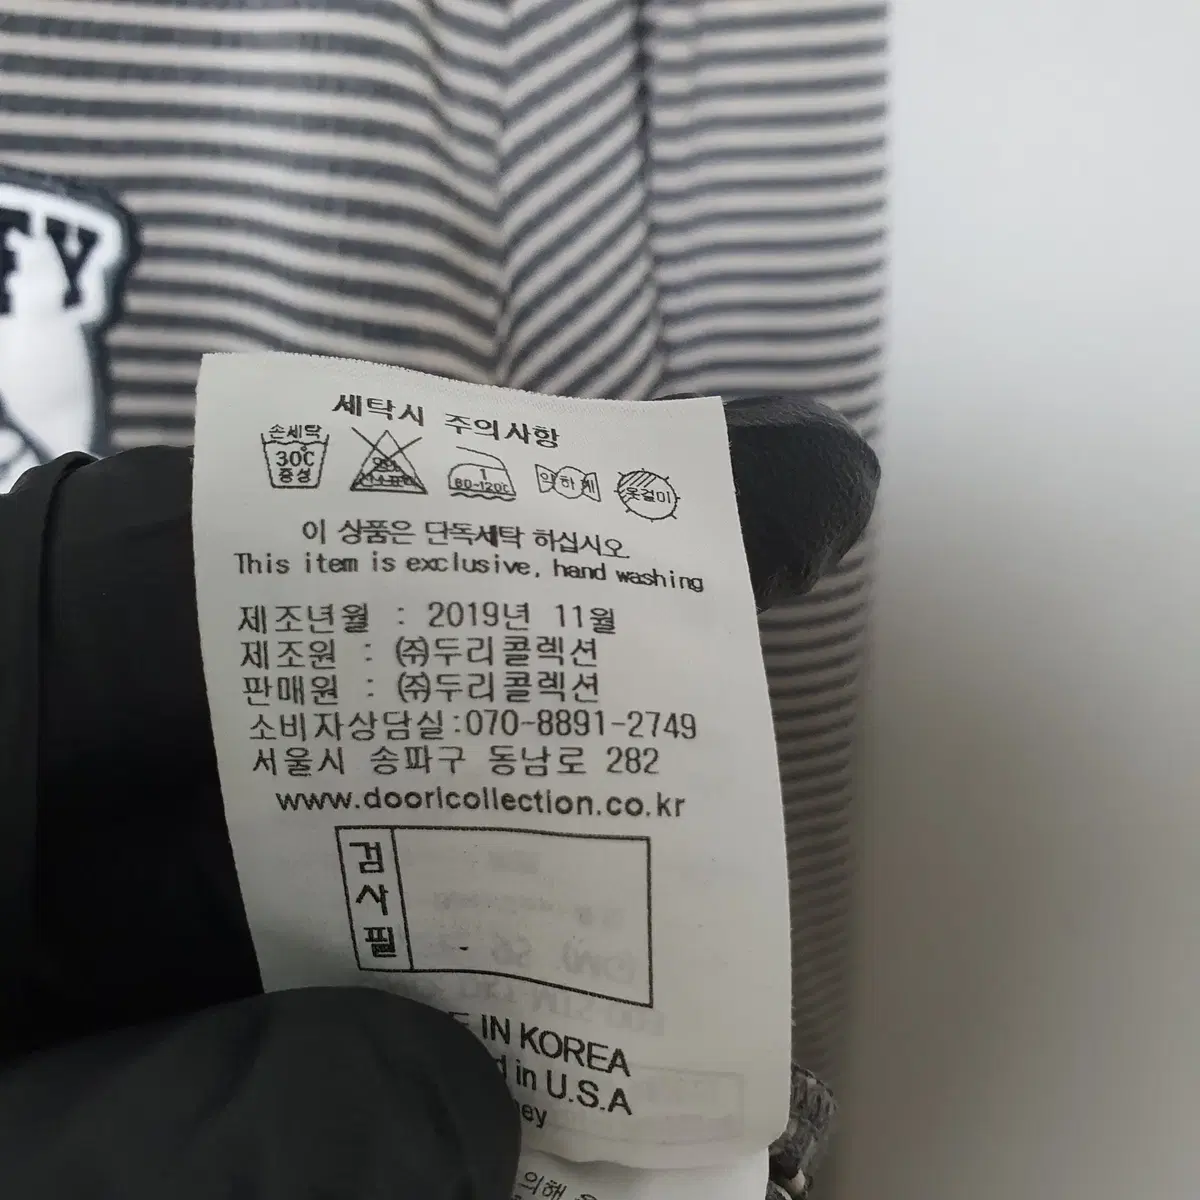 FY
세탁시 주의사항
손세탁 30℃ 중성
1 80-120℃
약하게
옷걸이
이 상품은 단독세탁 하십시오
This item is exclusive, hand washing
제조년월 : 2019년 11월
제조원 : ㈜두리콜렉션
판매원 : ㈜두리콜렉션
소비자상담실:070-8891-2749
서울시 송파구 동남로 282
www.dooricollection.co.kr
검사필
E IN KOREA
d in U.S.A
ney
의해